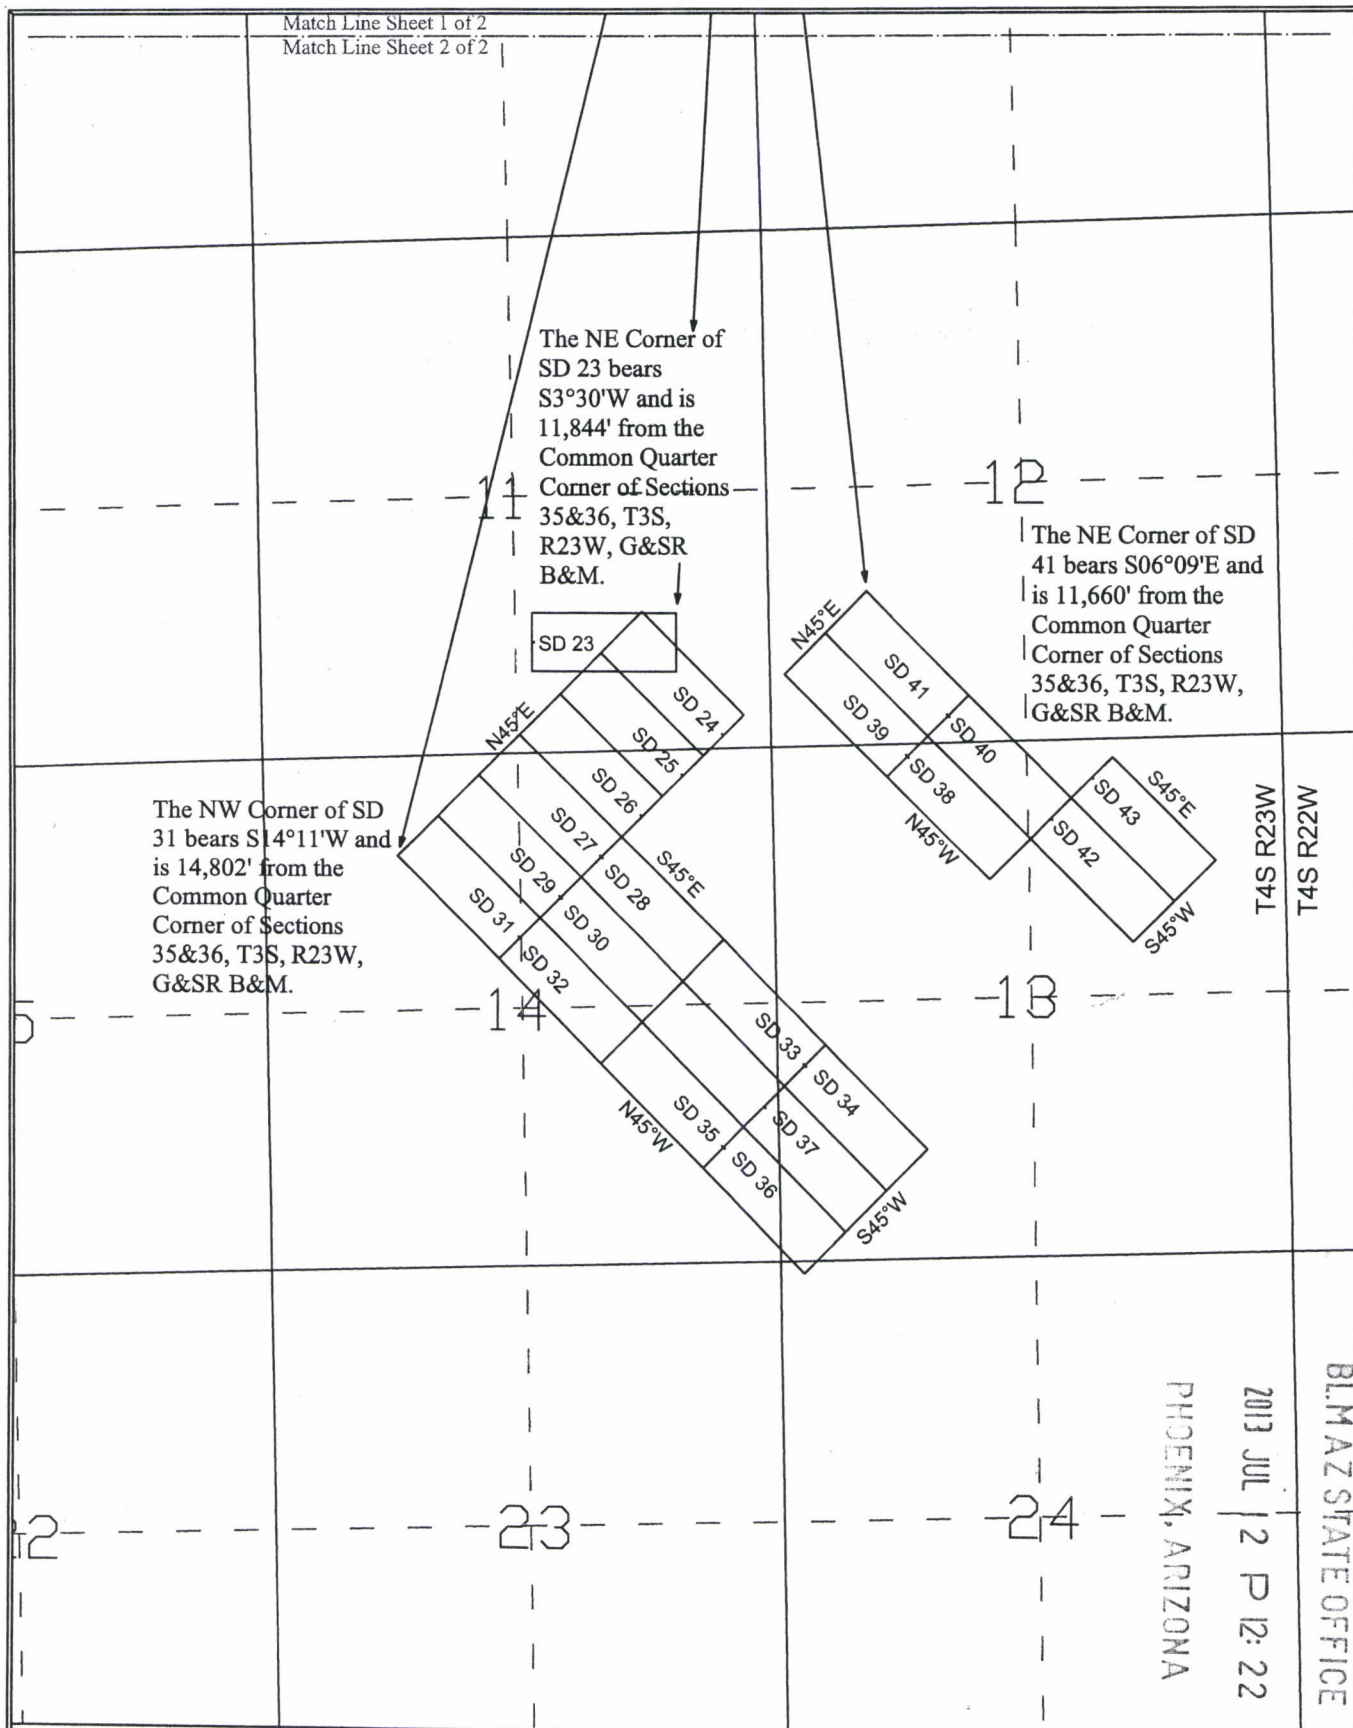 Match Line Sheet 1 of 2
Match Line Sheet 2 of 2
The NE Corner of
SD 23 bears
S3°30'W and is
11,844' from the
Common Quarter
Corner of Sections
35&36, T3S,
R23W, G&SR
B&M.
11
12
The NE Corner of SD
41 bears S06°09'E and
is 11,660' from the
Common Quarter
Corner of Sections
35&36, T3S, R23W,
G&SR B&M.
SD 23
N45°E
SD 41
SD 24
SD 39
SD 40
N45°E
SD 25
SD 26
SD 38
SD 43
S45°E
N45°W
SD 42
S45°W
T4S R23W
T4S R22W
The NW Corner of SD
31 bears S14°11'W and
is 14,802' from the
Common Quarter
Corner of Sections
35&36, T3S, R23W,
G&SR B&M.
SD 27
SD 28
S45°E
SD 29
SD 30
SD 31
SD 32
14
13
SD 33
SD 34
SD 35
SD 37
N45°W
SD 36
S45°W
23
24
BLM AZ STATE OFFICE
2013 JUL 12 P 12:22
PHOENIX, ARIZONA